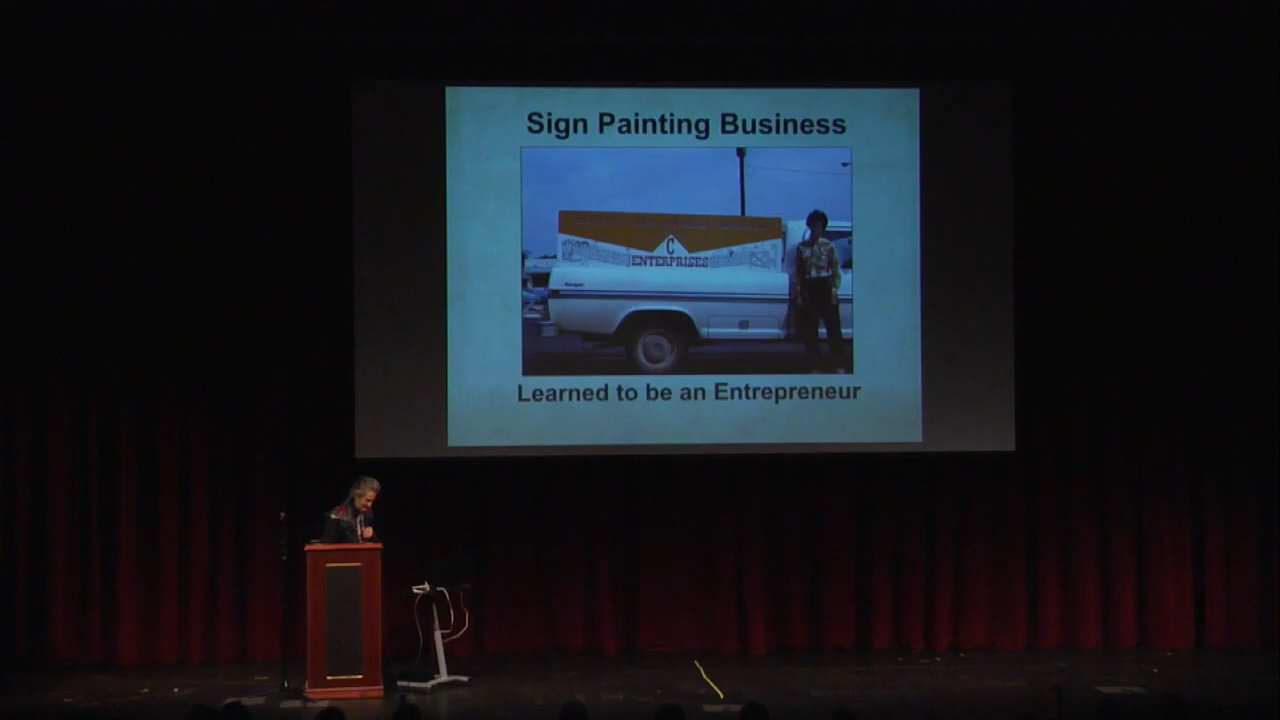 Sign Painting Business
C
ENTERPRISES
Learned to be an Entrepreneur